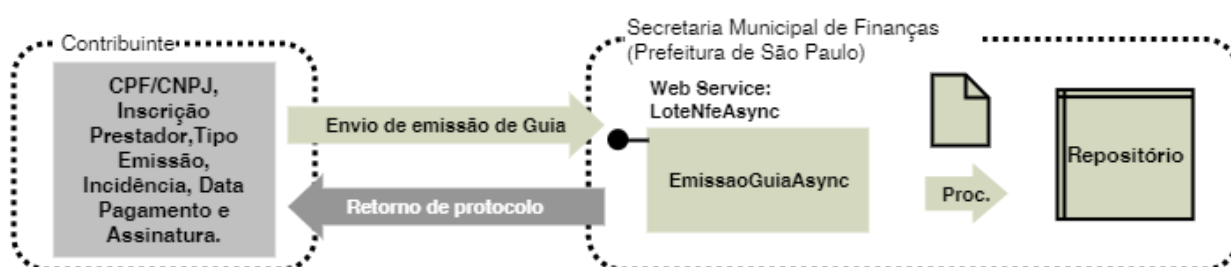 Contribuinte
CPF/CNPJ,
Inscrição
Prestador,Tipo
Emissão,
Incidência, Data
Pagamento e
Assinatura.
Envio de emissão de Guia
Retorno de protocolo
Secretaria Municipal de Finanças
(Prefeitura de São Paulo)
Web Service:
LoteNfeAsync
EmissaoGuiaAsync
Proc.
Repositório